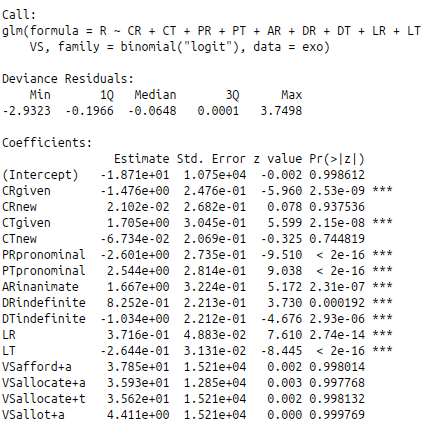 Call:
glm(formula = R ~ CR + CT + PR + PT + AR + DR + DT + LR + LT
    VS, family = binomial("logit"), data = exo)
Deviance Residuals:
    Min      1Q  Median      3Q     Max
-2.9323 -0.1966 -0.0648  0.0001  3.7498
Coefficients:
              Estimate Std. Error z value Pr(>|z|)
(Intercept)  -1.871e+01  1.075e+04  -0.002 0.998612
CRgiven      -1.476e+00  2.476e-01  -5.960 2.53e-09 ***
CRnew         2.102e-02  2.682e-01   0.078 0.937536
CTgiven       1.705e+00  3.045e-01   5.599 2.15e-08 ***
CTnew        -6.734e-02  2.069e-01  -0.325 0.744819
PRpronominal -2.601e+00  2.735e-01  -9.510  < 2e-16 ***
PTpronominal  2.544e+00  2.814e-01   9.038  < 2e-16 ***
ARinanimate   1.667e+00  3.224e-01   5.172 2.31e-07 ***
DRindefinite  8.252e-01  2.213e-01   3.730 0.000192 ***
DTindefinite -1.034e+00  2.212e-01  -4.676 2.93e-06 ***
LR            3.716e-01  4.883e-02   7.610 2.74e-14 ***
LT           -2.644e-01  3.131e-02  -8.445  < 2e-16 ***
VSafford+a    3.785e+01  1.521e+04   0.002 0.998014
VSallocate+a  3.593e+01  1.285e+04   0.003 0.997768
VSallocate+t  3.562e+01  1.521e+04   0.002 0.998132
VSallot+a     4.411e+00  1.521e+04   0.000 0.999769